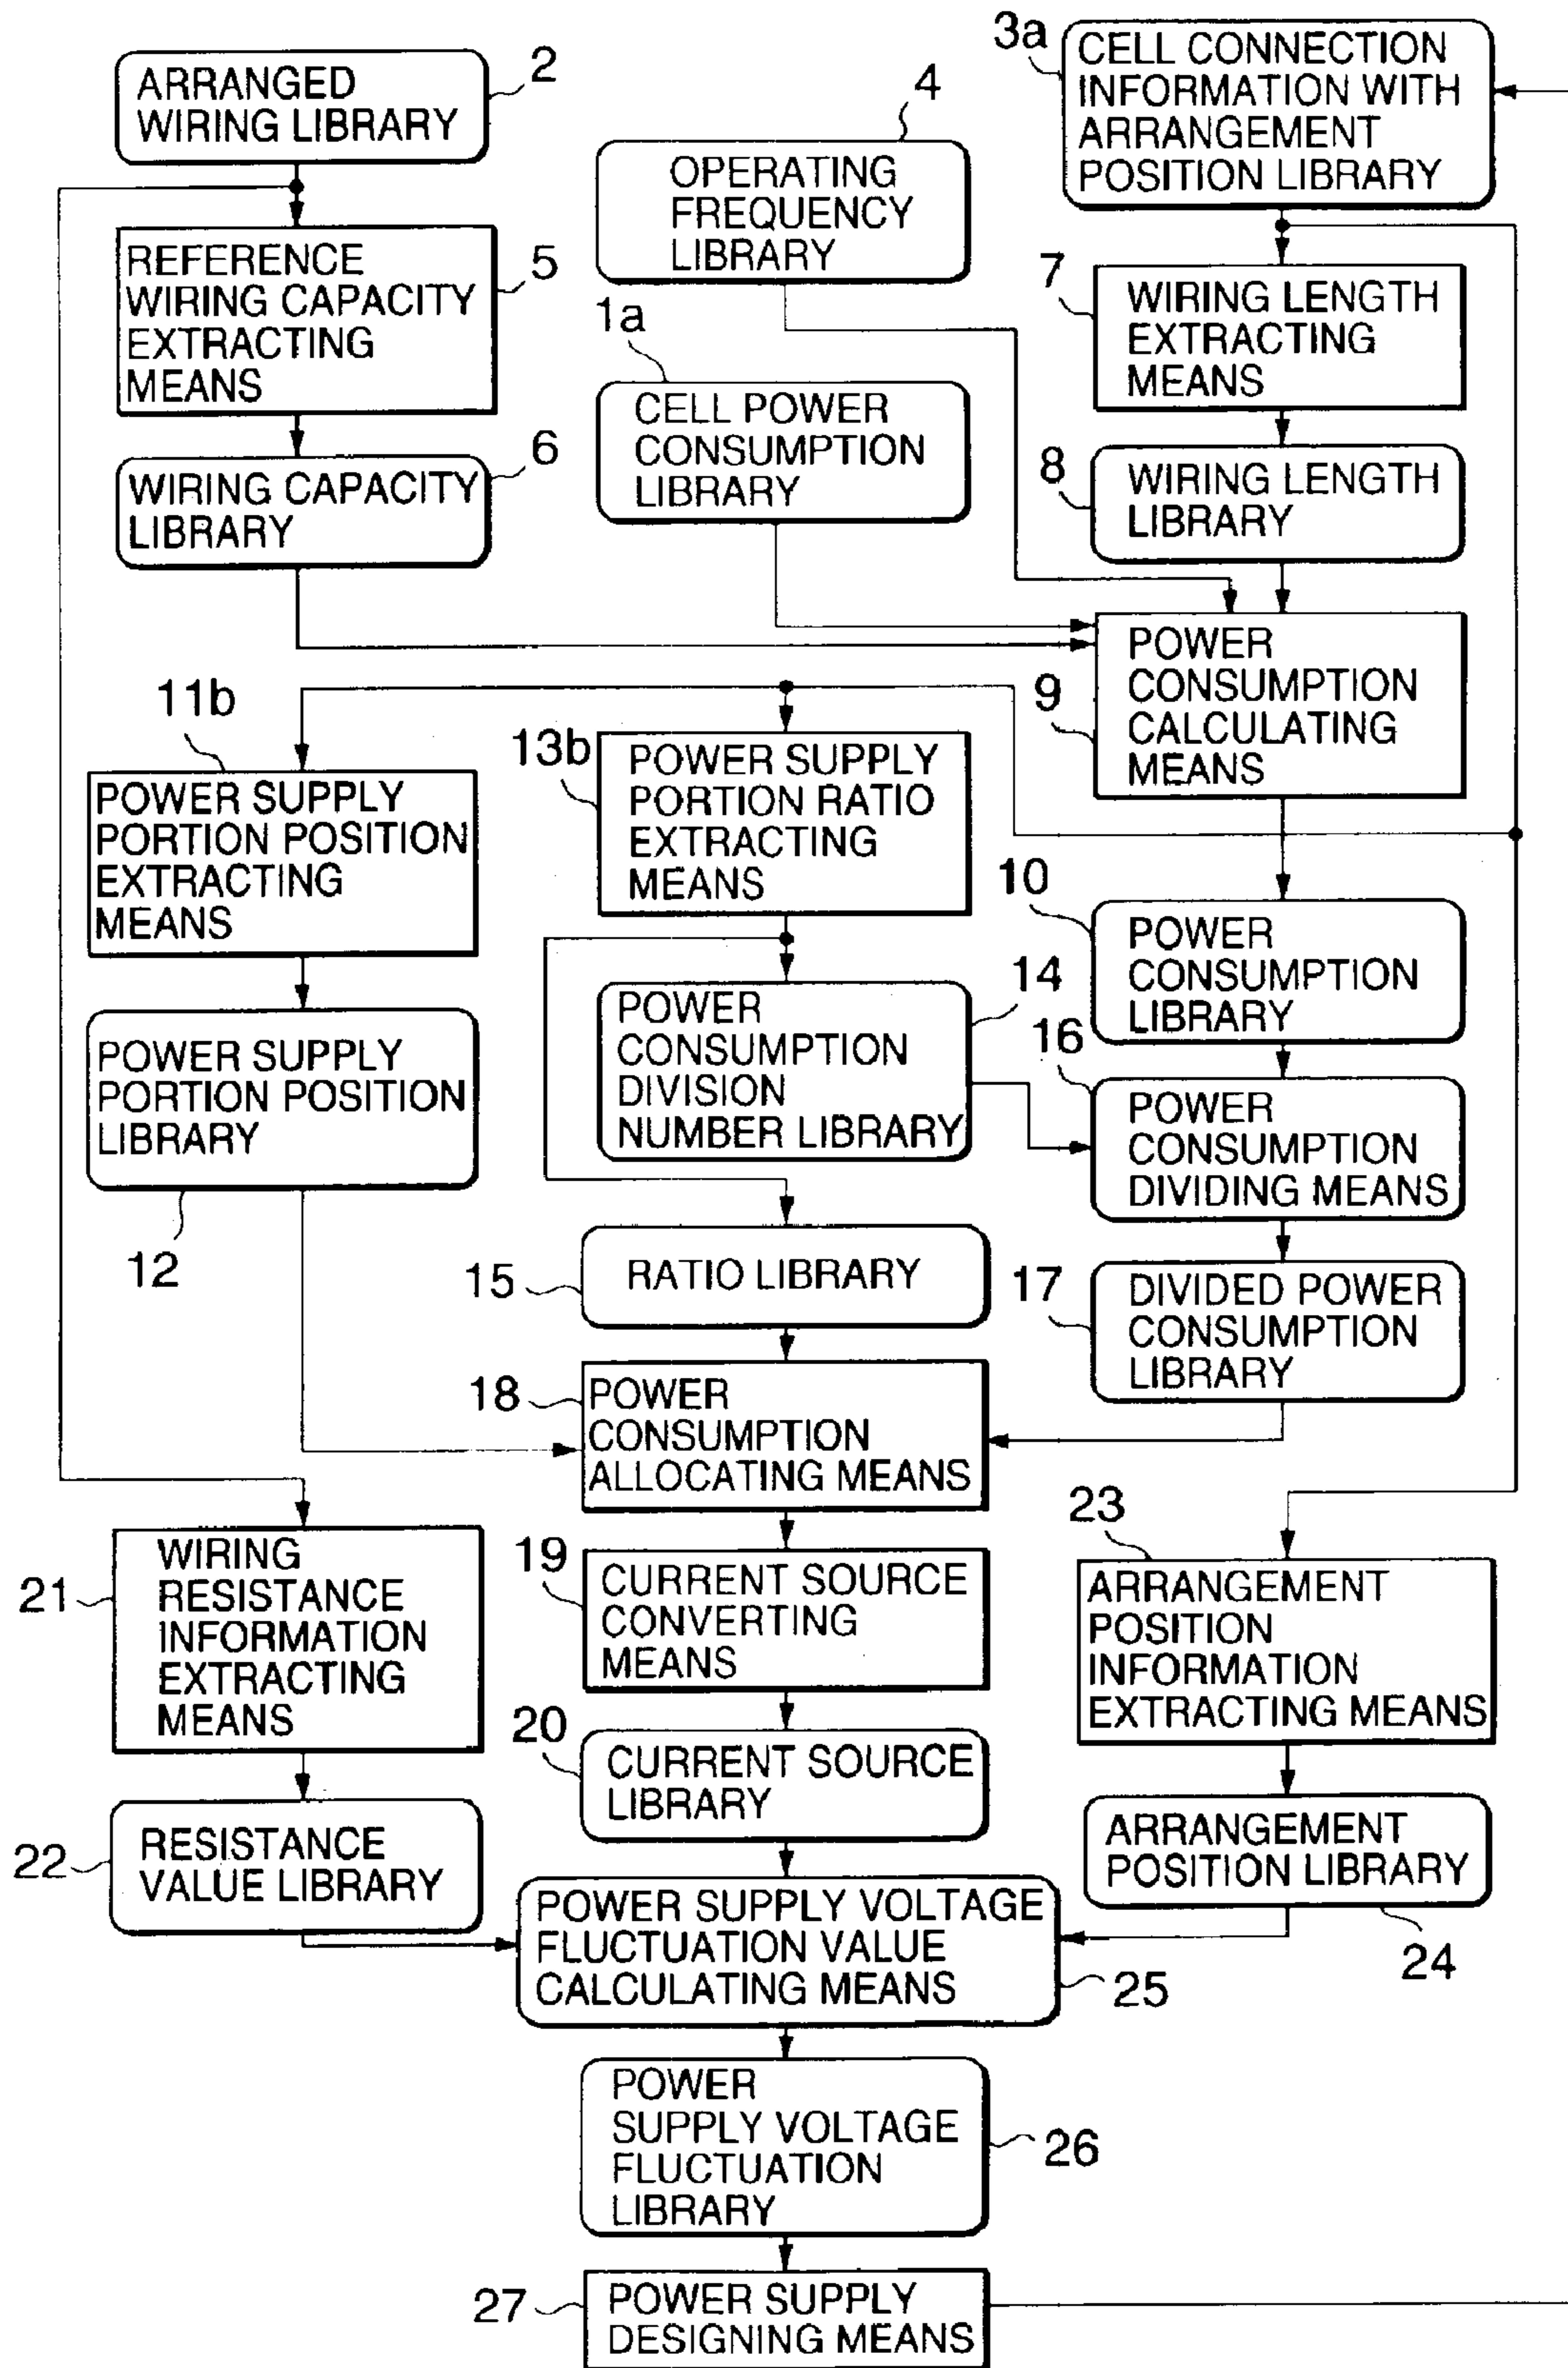 3a
CELL CONNECTION
INFORMATION WITH
ARRANGEMENT
POSITION LIBRARY
2
ARRANGED
WIRING LIBRARY
4
OPERATING
FREQUENCY
LIBRARY
5
REFERENCE
WIRING CAPACITY
EXTRACTING
MEANS
7
WIRING LENGTH
EXTRACTING
MEANS
1a
CELL POWER
CONSUMPTION
LIBRARY
6
WIRING CAPACITY
LIBRARY
8
WIRING LENGTH
LIBRARY
9
POWER
CONSUMPTION
CALCULATING
MEANS
11b
POWER SUPPLY
PORTION POSITION
EXTRACTING
MEANS
13b
POWER SUPPLY
PORTION RATIO
EXTRACTING
MEANS
10
POWER
CONSUMPTION
LIBRARY
POWER SUPPLY
PORTION POSITION
LIBRARY
12
14
POWER
CONSUMPTION
DIVISION
NUMBER LIBRARY
16
POWER
CONSUMPTION
DIVIDING MEANS
15
RATIO LIBRARY
17
DIVIDED POWER
CONSUMPTION
LIBRARY
18
POWER
CONSUMPTION
ALLOCATING MEANS
21
WIRING
RESISTANCE
INFORMATION
EXTRACTING
MEANS
19
CURRENT SOURCE
CONVERTING
MEANS
23
ARRANGEMENT
POSITION
INFORMATION
EXTRACTING MEANS
20
CURRENT SOURCE
LIBRARY
22
RESISTANCE
VALUE LIBRARY
ARRANGEMENT
POSITION LIBRARY
24
POWER SUPPLY VOLTAGE
FLUCTUATION VALUE
CALCULATING MEANS
25
POWER
SUPPLY VOLTAGE
FLUCTUATION
LIBRARY
26
27
POWER SUPPLY
DESIGNING MEANS